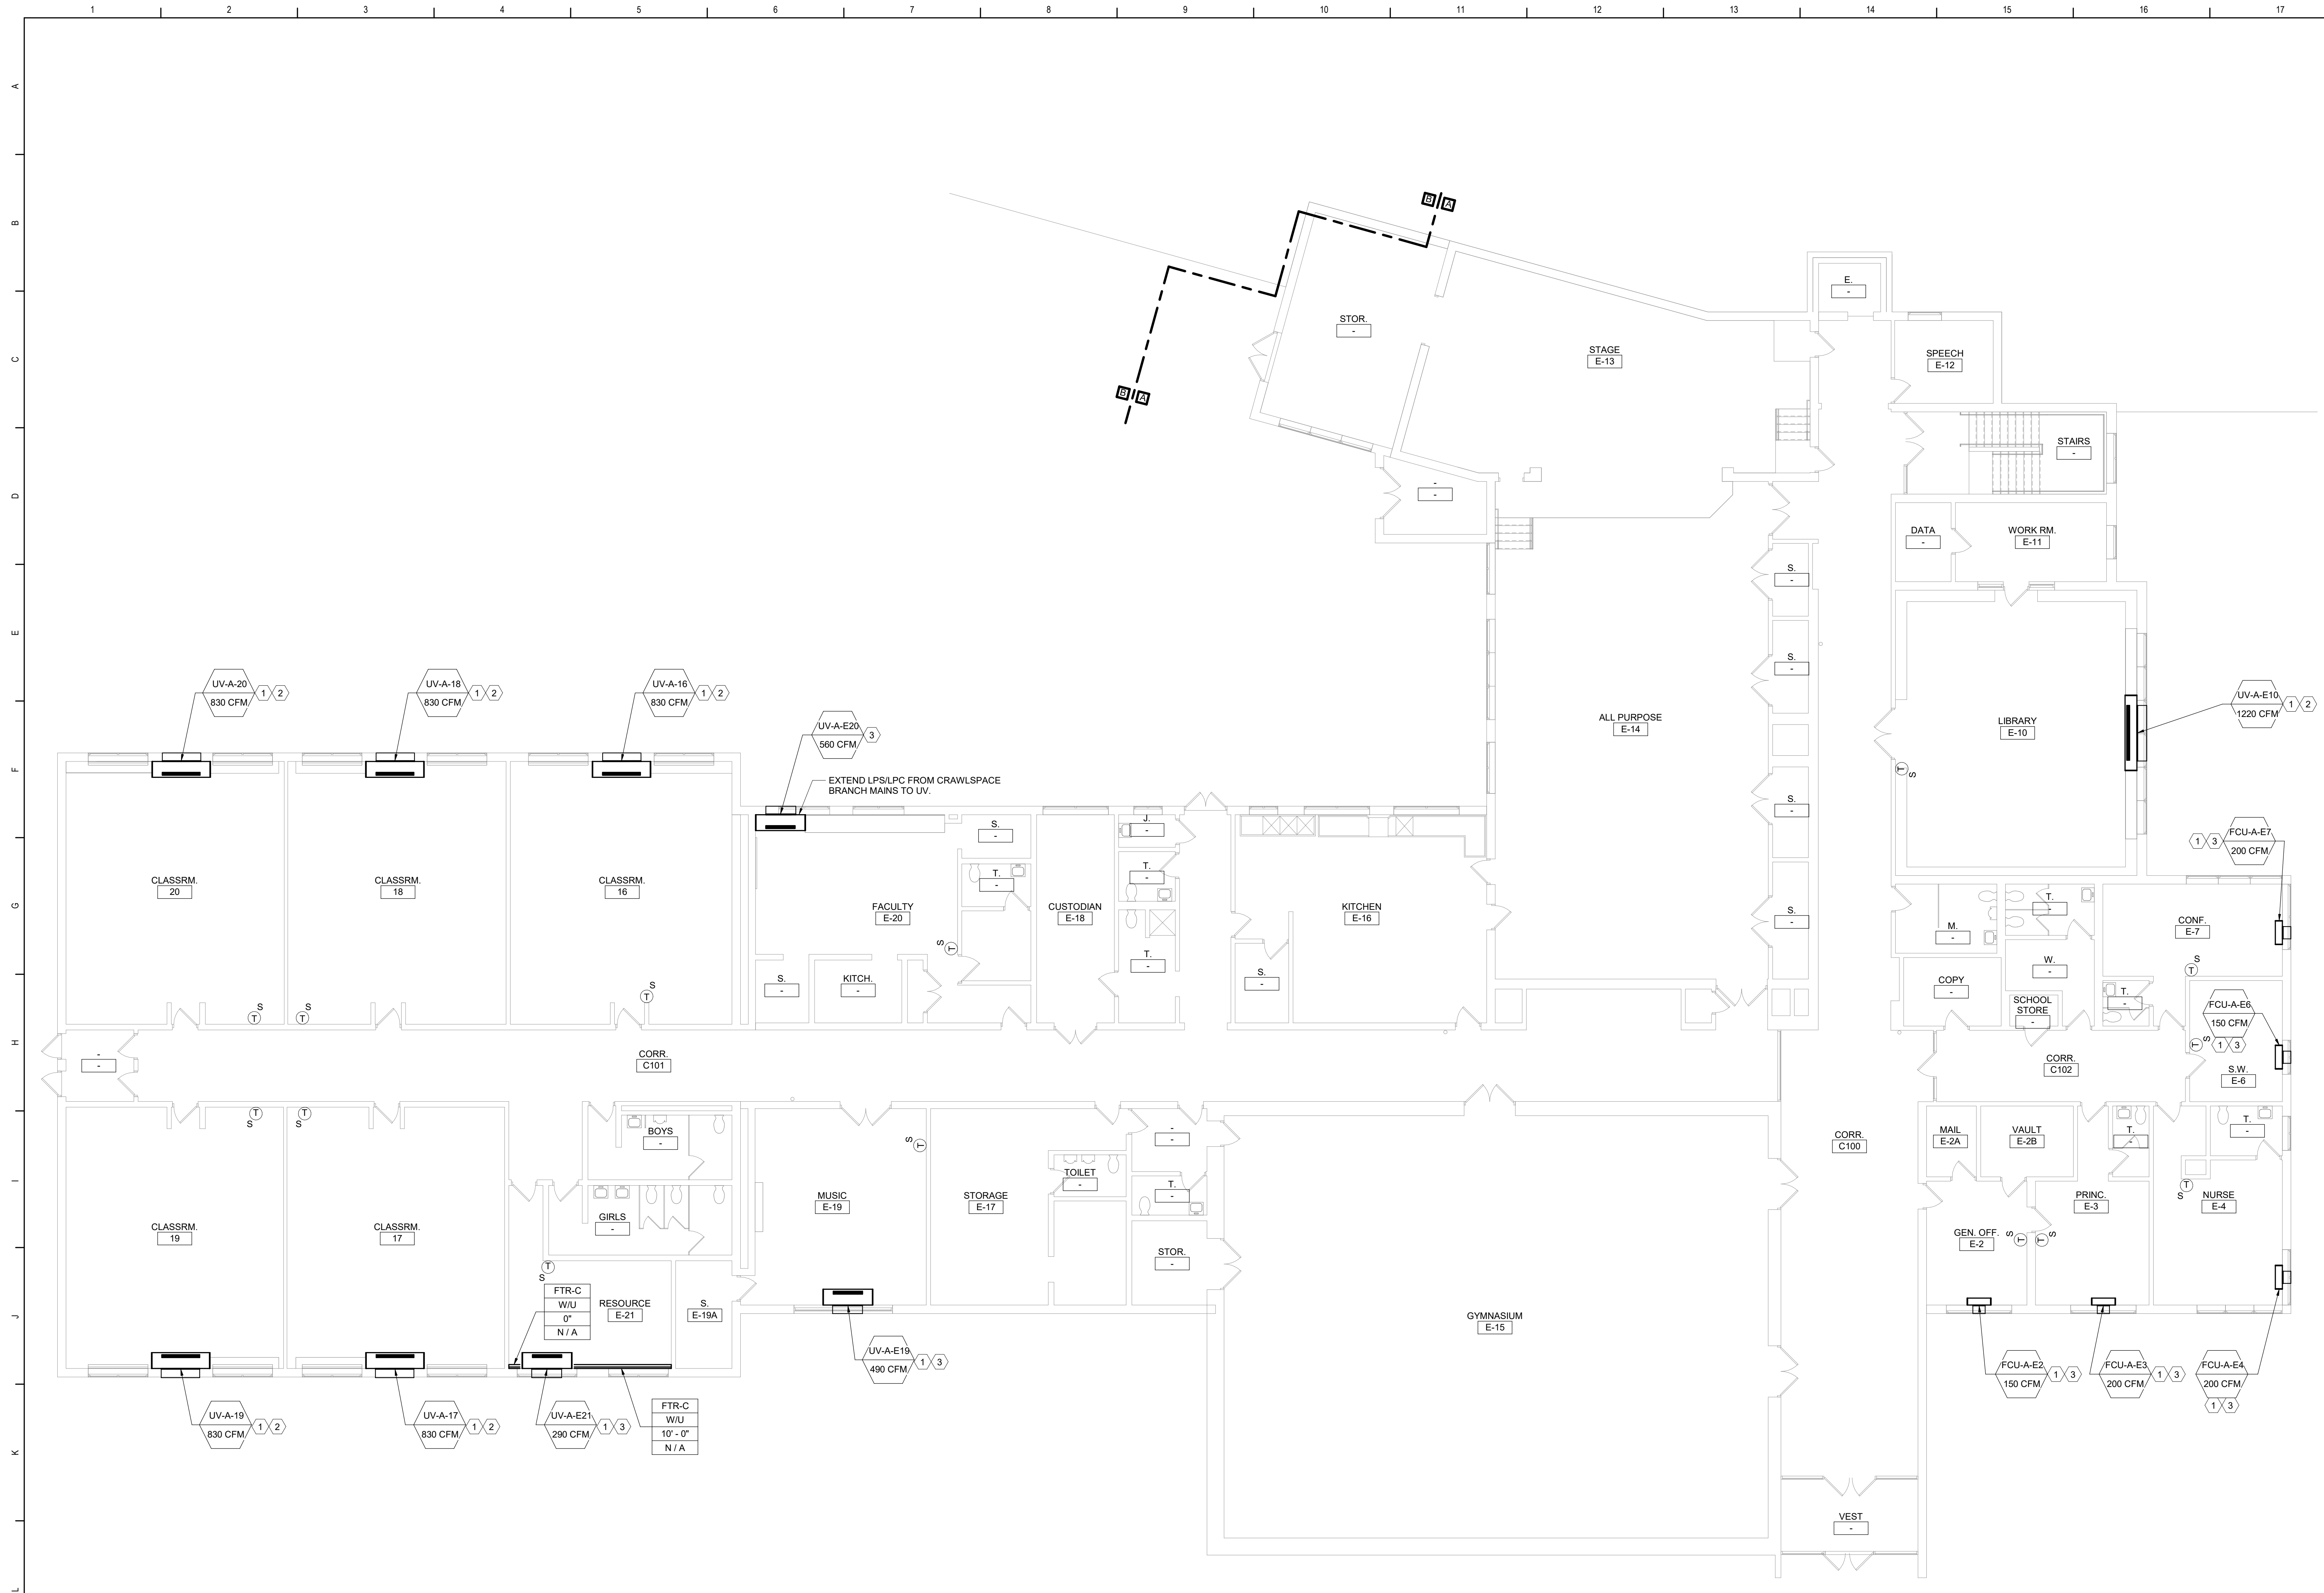 1 2 3 4 5 6 7 8 9 10 11 12 13 14 15 16 17
A
B
C
D
E
F
G
H
I
J
K
L
B A
B A
E.
-
STOR.
-
STAGE
E-13
SPEECH
E-12
STAIRS
-
-
-
DATA
-
WORK RM.
E-11
S.
-
S.
-
S.
-
S.
-
ALL PURPOSE
E-14
LIBRARY
E-10
T S
UV-A-E10
1220 CFM
1 2
UV-A-20
830 CFM
1 2
UV-A-18
830 CFM
1 2
UV-A-16
830 CFM
1 2
UV-A-E20
560 CFM
3
EXTEND LPS/LPC FROM CRAWLSPACE
BRANCH MAINS TO UV.
FCU-A-E7
200 CFM
1 3
CLASSRM.
20
S
T
CLASSRM.
18
S
T
CLASSRM.
16
S
T
FACULTY
E-20
S T
S.
-
T.
-
S.
-
KITCH.
-
CUSTODIAN
E-18
J.
-
T.
-
T.
-
KITCHEN
E-16
S.
-
M.
-
T.
-
W.
-
COPY
-
SCHOOL
STORE
-
T.
-
CONF.
E-7
S
T
FCU-A-E6
150 CFM
1 3
T S
S.W.
E-6
-
-
CORR.
C101
CORR.
C102
CORR.
C100
CLASSRM.
19
T
S
CLASSRM.
17
T
S
BOYS
-
GIRLS
-
T
S
FTR-C
W/U
0"
N / A
RESOURCE
E-21
S.
E-19A
MUSIC
E-19
S T
STORAGE
E-17
TOILET
-
-
-
T.
-
STOR.
-
GYMNASIUM
E-15
MAIL
E-2A
VAULT
E-2B
T.
-
T.
-
PRINC.
E-3
NURSE
E-4
T
S
GEN. OFF.
E-2
S T
T S
UV-A-E19
490 CFM
1 3
FCU-A-E2
150 CFM
1 3
FCU-A-E3
200 CFM
1 3
FCU-A-E4
200 CFM
1 3
UV-A-19
830 CFM
1 2
UV-A-17
830 CFM
1 2
UV-A-E21
290 CFM
1 3
FTR-C
W/U
10' - 0"
N / A
VEST
-